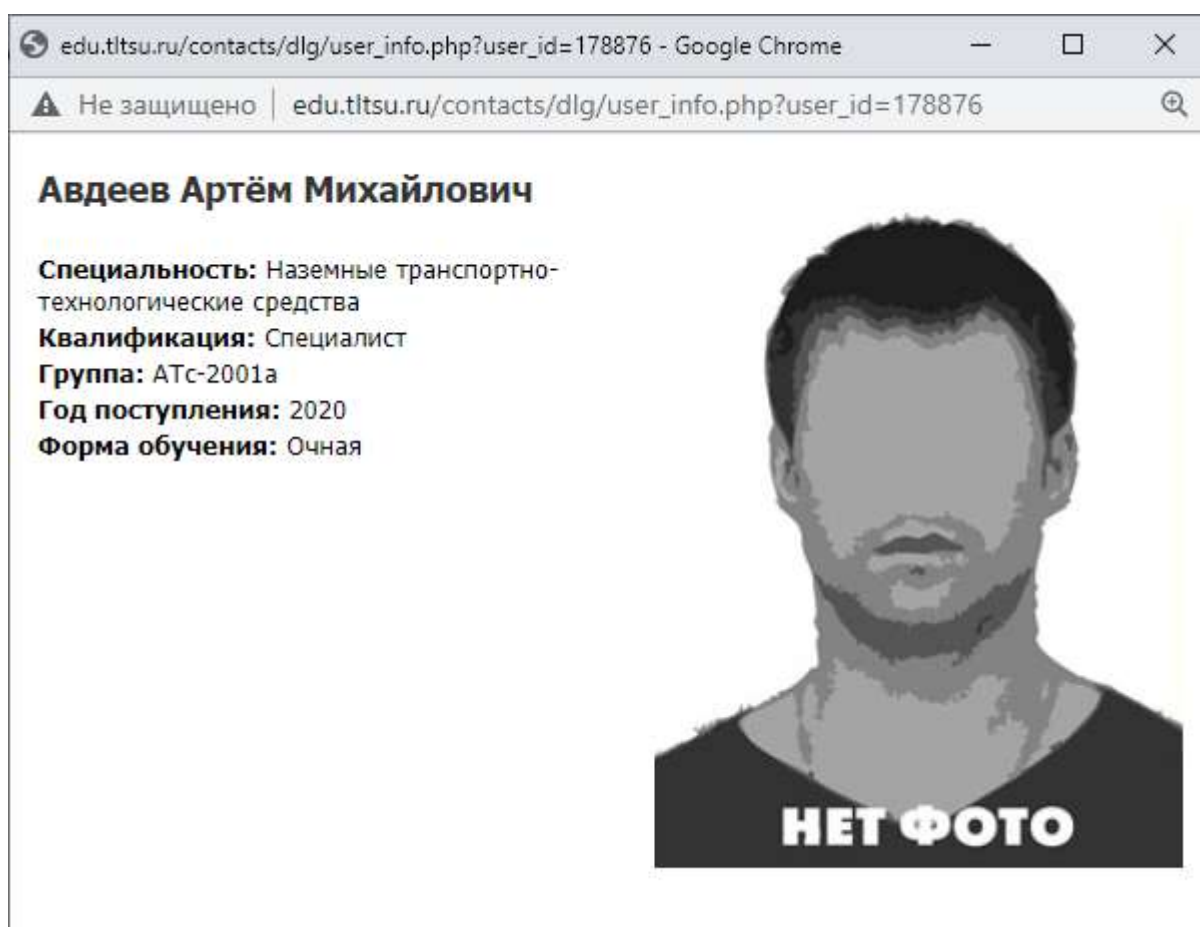 edu.tltsu.ru/contacts/dlg/user_info.php?user_id=178876 - Google Chrome
Не защищено | edu.tltsu.ru/contacts/dlg/user_info.php?user_id=178876
Авдеев Артём Михайлович
Специальность: Наземные транспортно-
технологические средства
Квалификация: Специалист
Группа: АТс-2001а
Год поступления: 2020
Форма обучения: Очная
НЕТ ФОТО